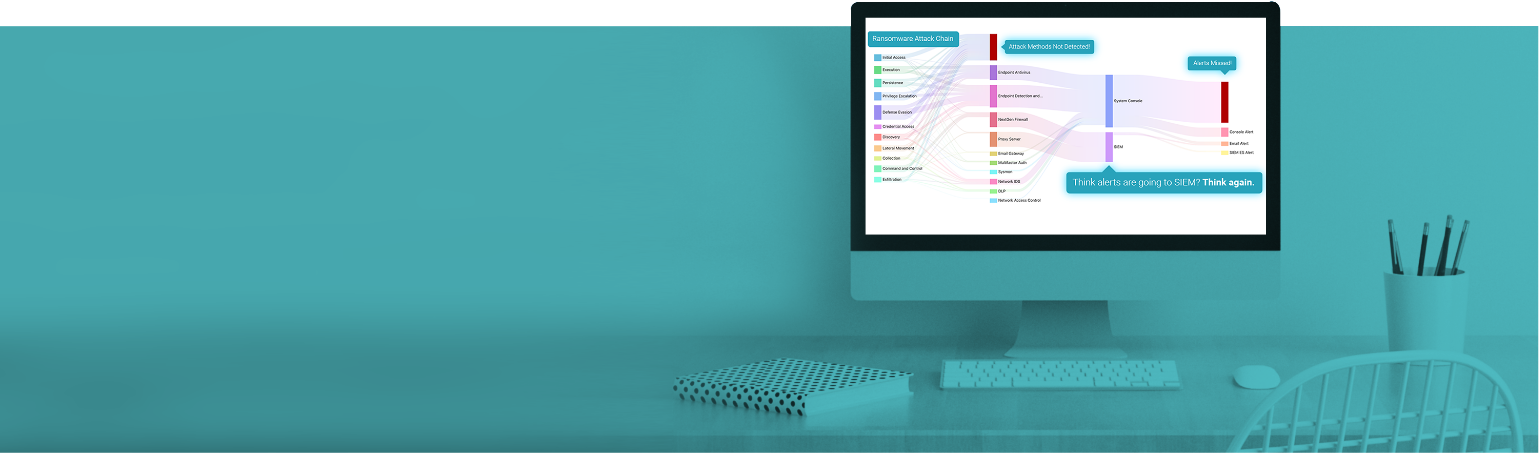 Ransomware Attack Chain
Initial Access
Execution
Persistence
Privilege Escalation
Defense Evasion
Credential Access
Discovery
Lateral Movement
Collection
Command and Control
Exfiltration
Attack Methods Not Detected!
Endpoint Antivirus
Endpoint Detection and...
NextGen Firewall
Proxy Server
Email Gateway
Multifactor Auth
Sysmon
Network IDS
DLP
Network Access Control
System Console
SIEM
Think alerts are going to SIEM? Think again.
Alerts Missed!
Console Alert
Email Alert
SIEM ES Alert